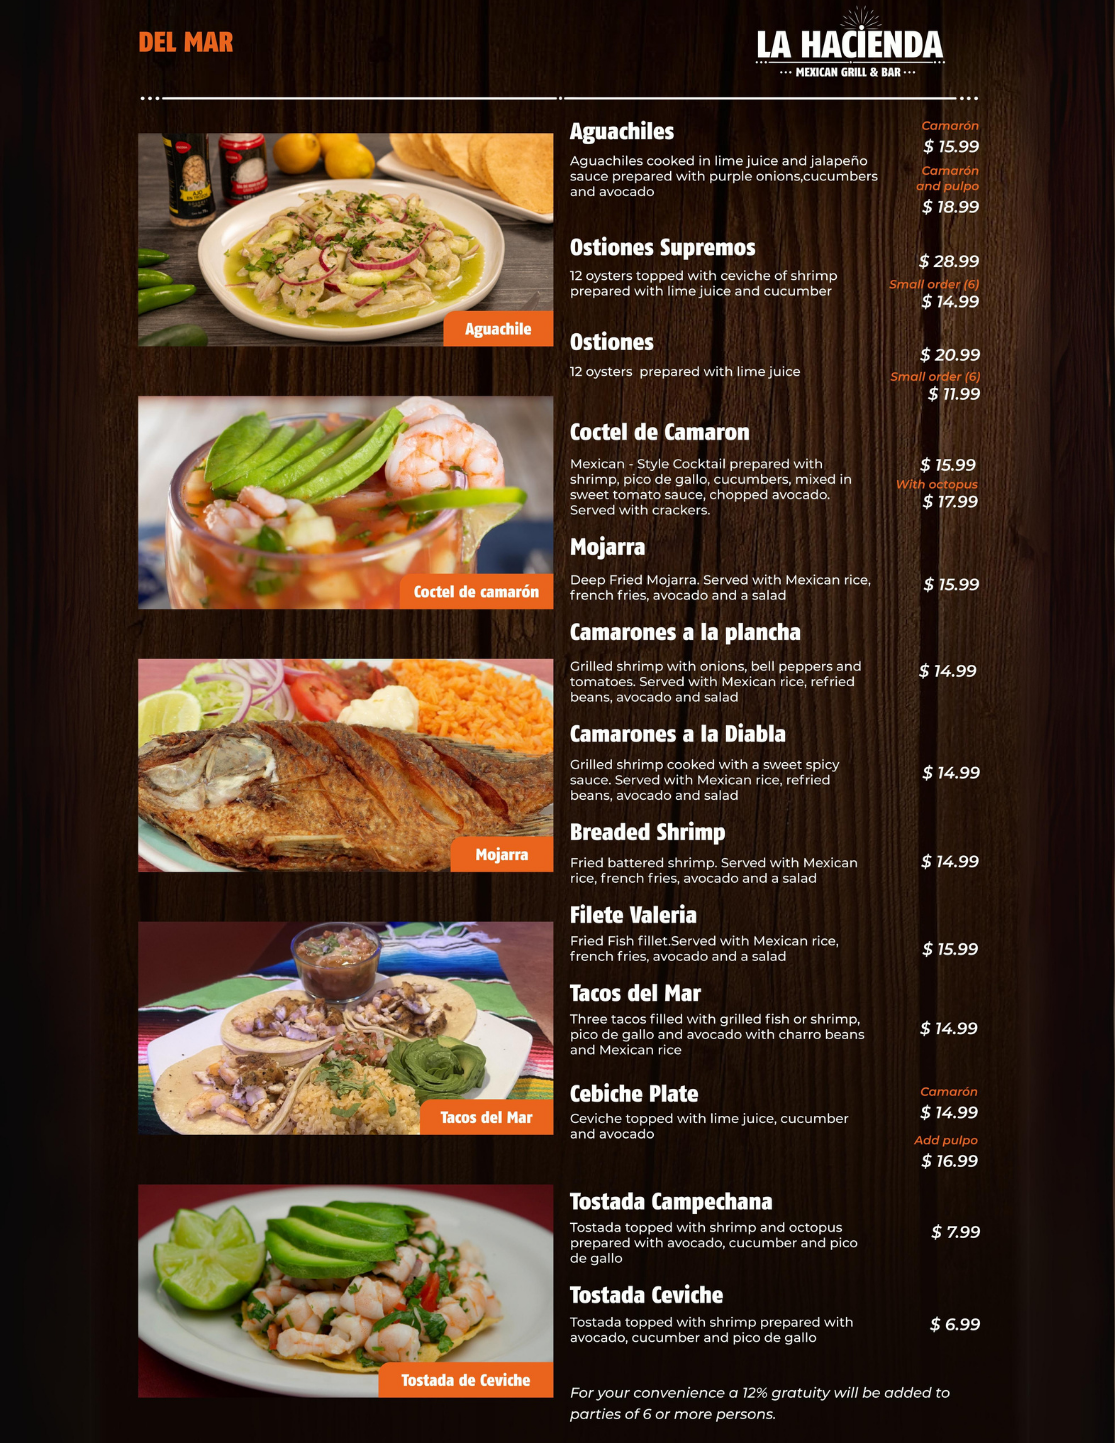 DEL MAR
LA HACIENDA
MEXICAN GRILL & BAR
Aguachiles
Aguachiles cooked in lime juice and jalapeño
sauce prepared with purple onions,cucumbers
and avocado
Camarón
$ 15.99
Camarón
and pulpo
$ 18.99
Aguachile
Ostiones Supremos
12 oysters topped with ceviche of shrimp
prepared with lime juice and cucumber
$ 28.99
Small order (6)
$ 14.99
Ostiones
12 oysters  prepared with lime juice
$ 20.99
Small order (6)
$ 11.99
Coctel de Camaron
Mexican - Style Cocktail prepared with
shrimp, pico de gallo, cucumbers, mixed in
sweet tomato sauce, chopped avocado.
Served with crackers.
$ 15.99
With octopus
$ 17.99
Coctel de camarón
Mojarra
Deep Fried Mojarra. Served with Mexican rice,
french fries, avocado and a salad
$ 15.99
Camarones a la plancha
Grilled shrimp with onions, bell peppers and
tomatoes. Served with Mexican rice, refried
beans, avocado and salad
$ 14.99
Camarones a la Diabla
Grilled shrimp cooked with a sweet spicy
sauce. Served with Mexican rice, refried
beans, avocado and salad
$ 14.99
Mojarra
Breaded Shrimp
Fried battered shrimp. Served with Mexican
rice, french fries, avocado and a salad
$ 14.99
Filete Valeria
Fried Fish fillet.Served with Mexican rice,
french fries, avocado and a salad
$ 15.99
Tacos del Mar
Three tacos filled with grilled fish or shrimp,
pico de gallo and avocado with charro beans
and Mexican rice
$ 14.99
Tacos del Mar
Cebiche Plate
Ceviche topped with lime juice, cucumber
and avocado
Camarón
$ 14.99
Add pulpo
$ 16.99
Tostada Campechana
Tostada topped with shrimp and octopus
prepared with avocado, cucumber and pico
de gallo
$ 7.99
Tostada Ceviche
Tostada topped with shrimp prepared with
avocado, cucumber and pico de gallo
$ 6.99
Tostada de Ceviche
For your convenience a 12% gratuity will be added to
parties of 6 or more persons.